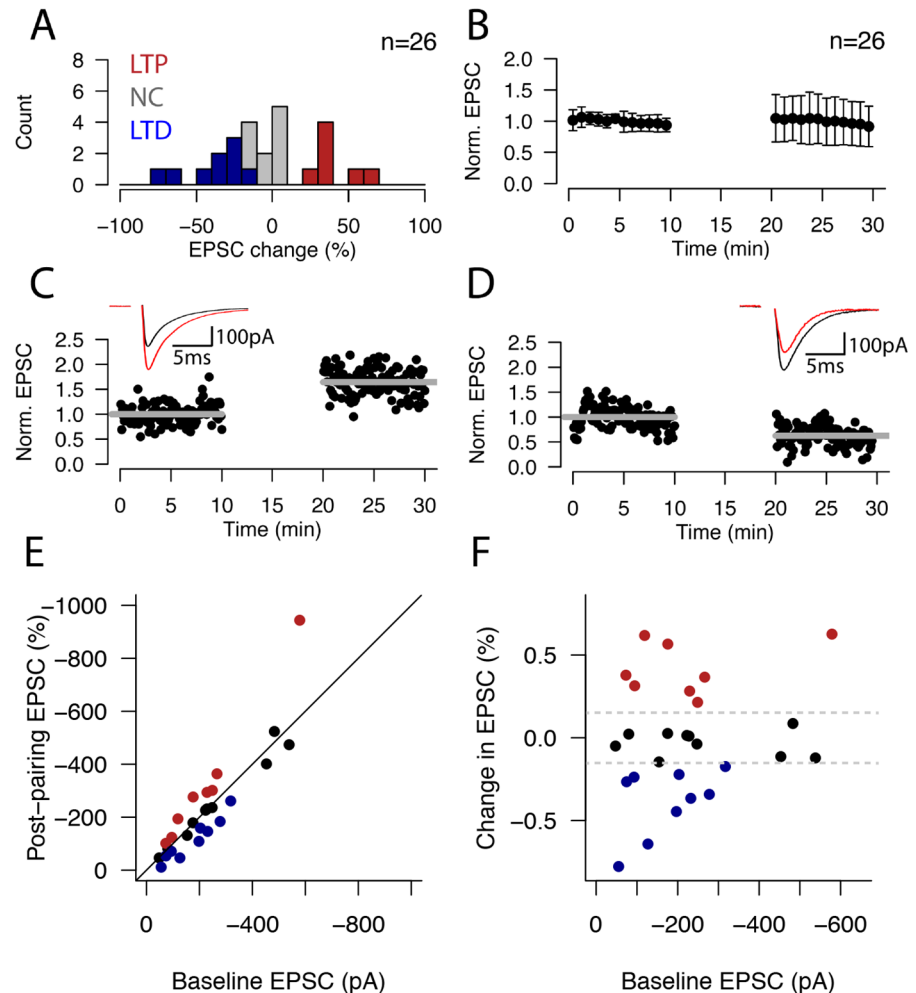 A
n=26
LTP
NC
LTD
Count
8
6
4
2
0
−100
−50
0
50
100
EPSC change (%)
B
n=26
Norm. EPSC
2.0
1.5
1.0
0.5
0.0
0
5
10
15
20
25
30
Time (min)
C
100pA
5ms
Norm. EPSC
2.5
2.0
1.5
1.0
0.5
0.0
0
5
10
15
20
25
30
Time (min)
D
100pA
5ms
Norm. EPSC
2.5
2.0
1.5
1.0
0.5
0.0
0
5
10
15
20
25
30
Time (min)
E
Post−pairing EPSC (%)
−1000
−800
−600
−400
−200
0
0
−400
−800
Baseline EPSC (pA)
F
Change in EPSC (%)
0.5
0.0
−0.5
0
−200
−400
−600
Baseline EPSC (pA)